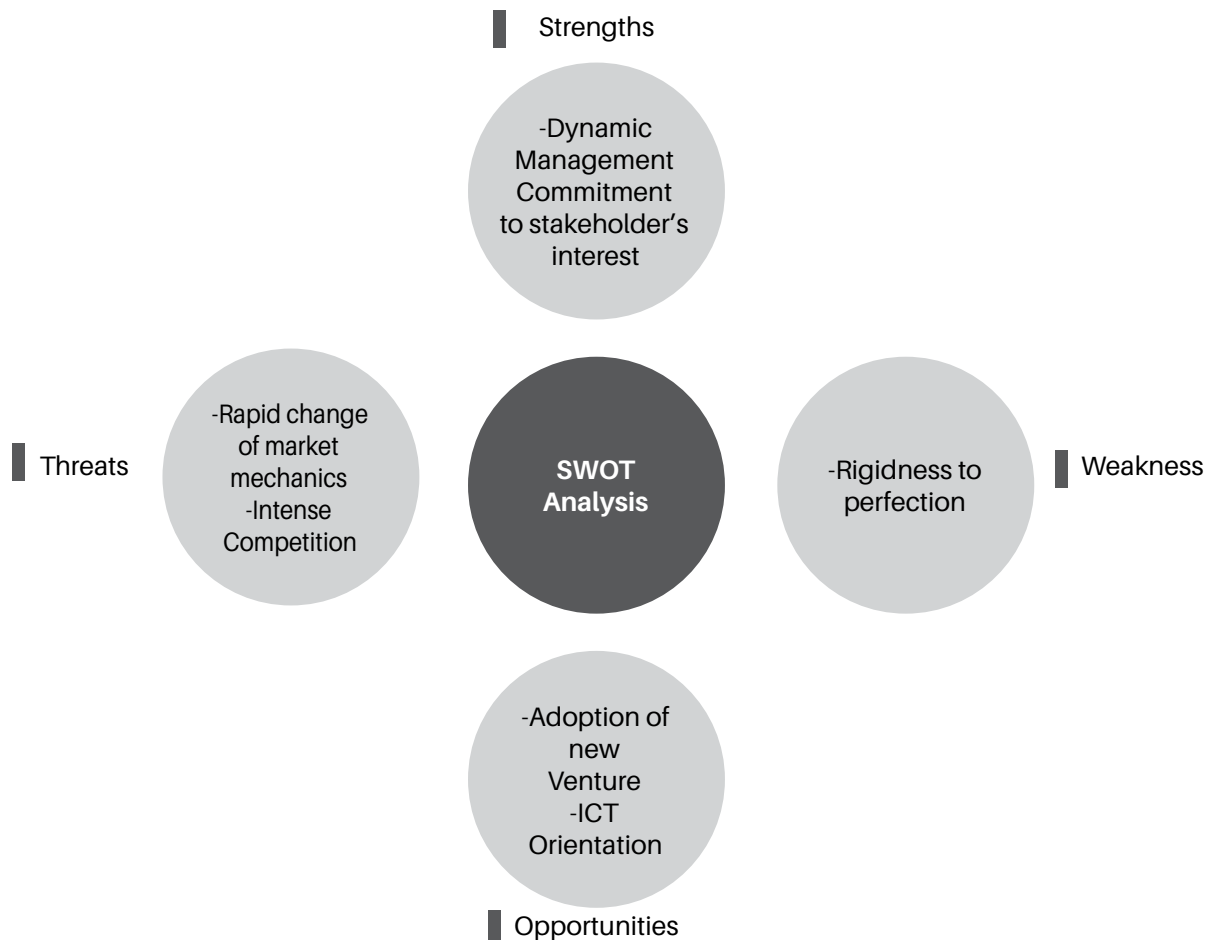 Strengths
-Dynamic
Management
Commitment
to stakeholder’s
interest
Threats
-Rapid change
of market
mechanics
-Intense
Competition
SWOT
Analysis
-Rigidness to
perfection
Weakness
-Adoption of
new
Venture
-ICT
Orientation
Opportunities